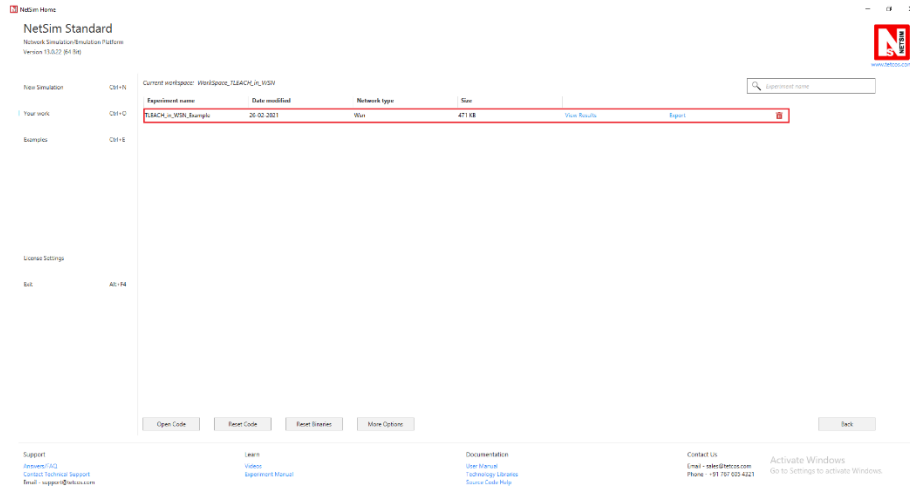 NetSim Home
NetSim Standard
Network Simulation/Emulation Platform
Version 13.0.22 (64 Bit)
NETSIM
www.tetcos.com
New Simulation Ctrl+N
Your work Ctrl+O
Examples Ctrl+E
License Settings
Exit Alt+F4
Current workspace: WorkSpace_TLBACH_in_WSN
Experiment name
Experiment name Date modified Network type Size
TLBACH_in_WSN_Example 26-02-2021 Wsn 471 KB View Results Export
Open Code Reset Code Reset Binaries More Options Back
Support
Answers/FAQ
Contact Technical Support
Email - support@tetcos.com
Learn
Videos
Experiment Manual
Documentation
User Manual
Technology Libraries
Source Code Help
Contact Us
Email - sales@tetcos.com
Phone - +91 767 605 4321
Activate Windows
Go to Settings to activate Windows.